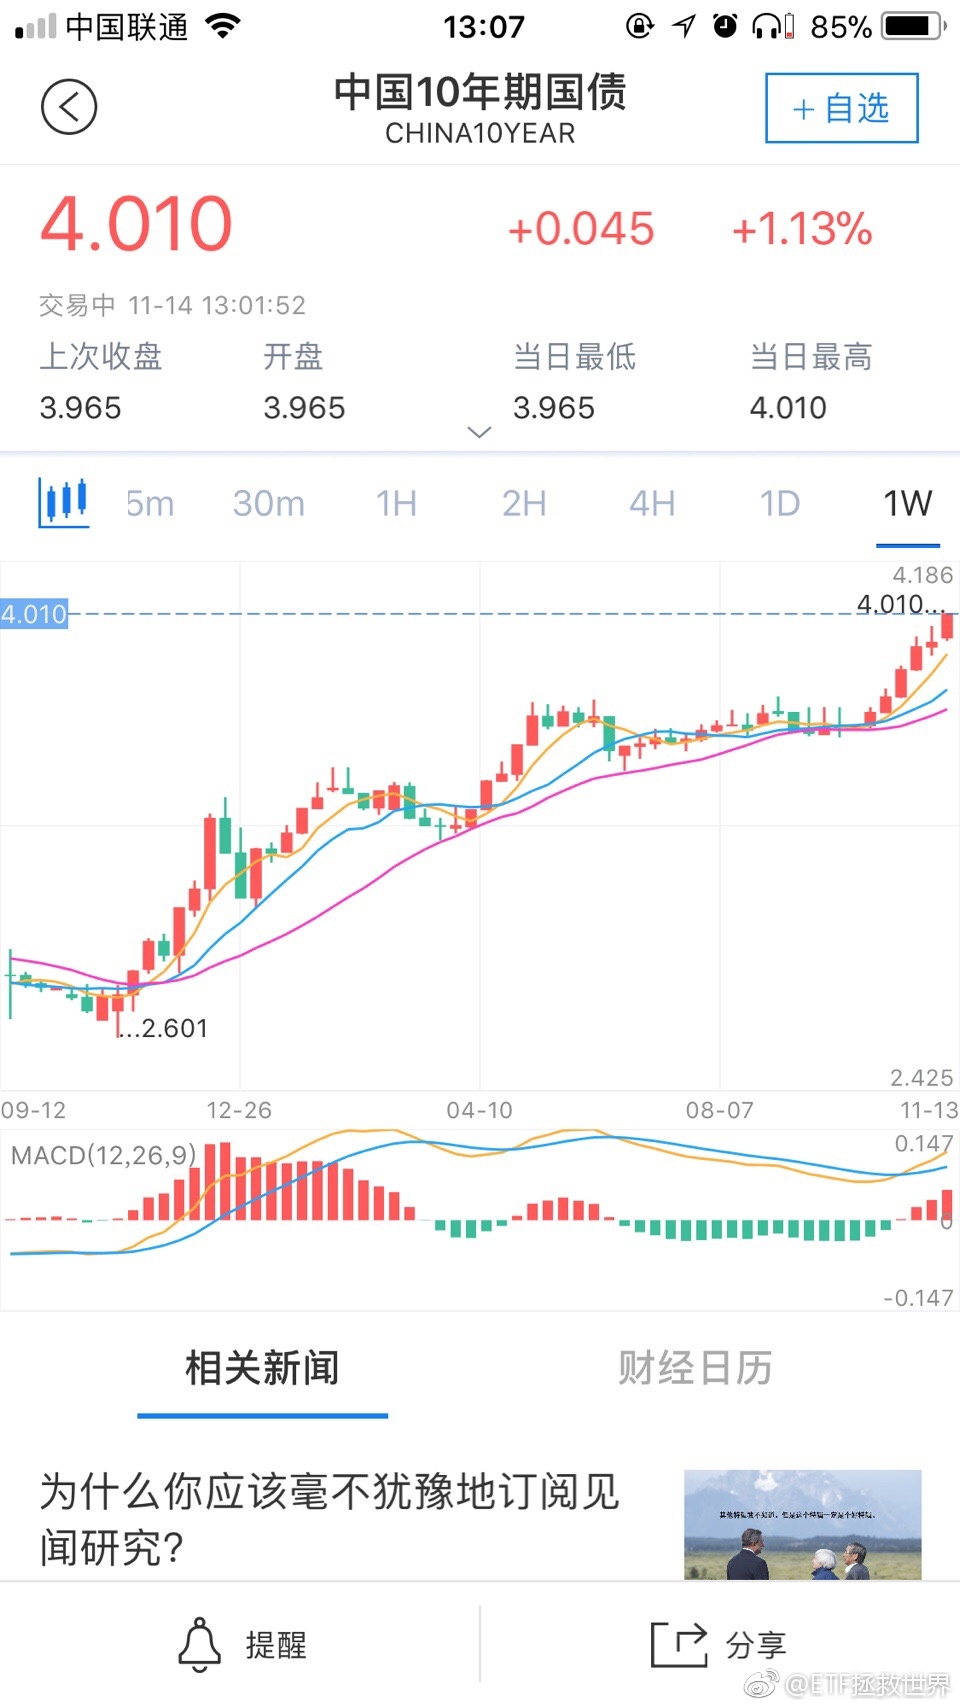 中国联通 13:07 85%
中国10年期国债
CHINA10YEAR
+自选
4.010 +0.045 +1.13%
交易中 11-14 13:01:52
上次收盘 开盘 当日最低 当日最高
3.965 3.965 3.965 4.010
5m 30m 1H 2H 4H 1D 1W
4.186
4.010...
4.010
...2.601
2.425
09-12 12-26 04-10 08-07 11-13
MACD(12,26,9) 0.147
0
-0.147
相关新闻 财经日历
为什么你应该毫不犹豫地订阅见
闻研究?
提醒 分享
@ETF拯救世界